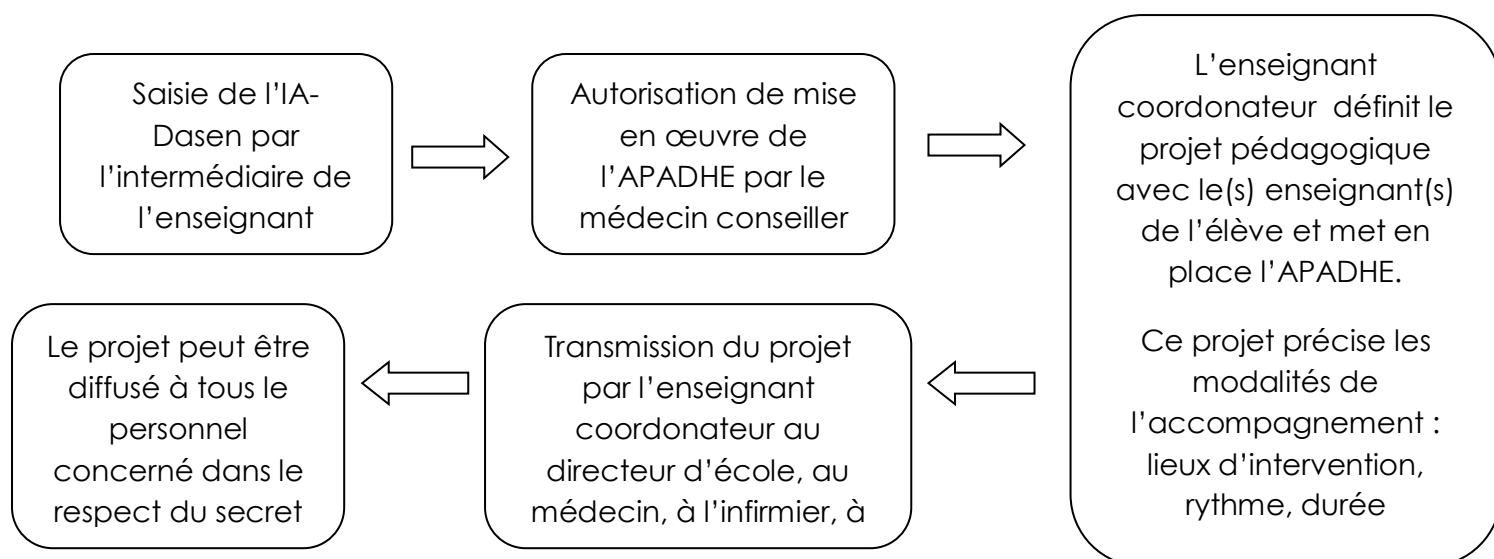 Saisie de l’IA-
Dasen par
l’intermédiaire de
l’enseignant
Autorisation de mise
en œuvre de
l’APADHE par le
médecin conseiller
L’enseignant
coordonateur  définit le
projet pédagogique
avec le(s) enseignant(s)
de l’élève et met en
place l’APADHE.
Ce projet précise les
modalités de
l’accompagnement :
lieux d’intervention,
rythme, durée
Transmission du projet
par l’enseignant
coordonateur au
directeur d’école, au
médecin, à l’infirmier, à
Le projet peut être
diffusé à tous le
personnel
concerné dans le
respect du secret